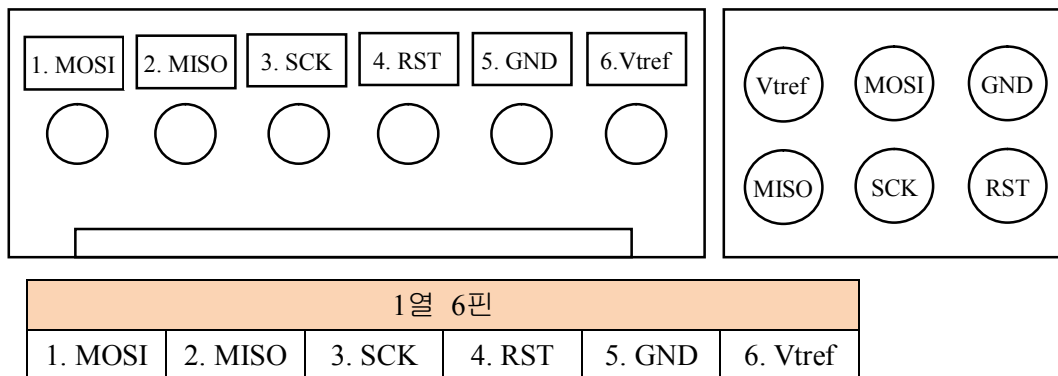 1. MOSI 2. MISO 3. SCK 4. RST 5. GND 6.Vtref
Vtref MOSI GND
MISO SCK RST
1열 6핀
1. MOSI 2. MISO 3. SCK 4. RST 5. GND 6. Vtref